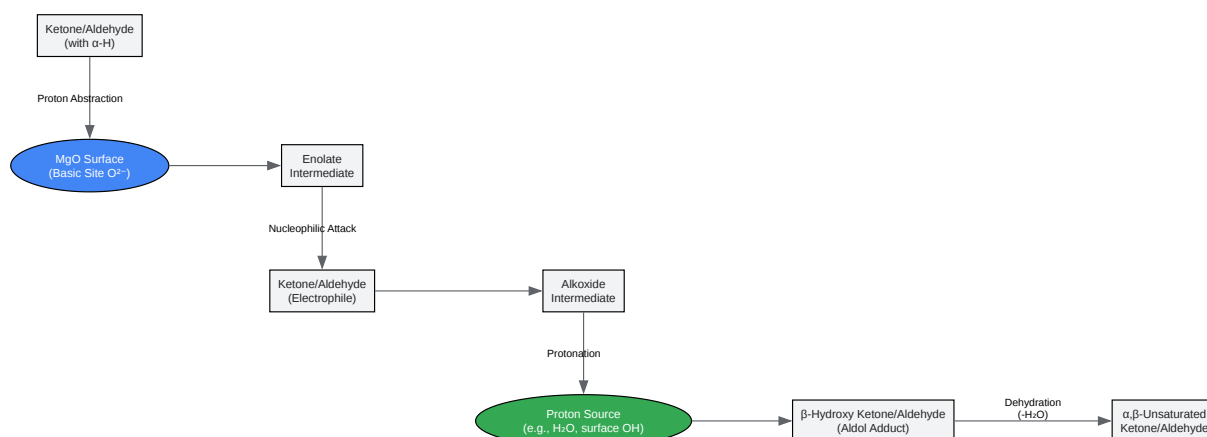 Ketone/Aldehyde
(with α-H)
Proton Abstraction
MgO Surface
(Basic Site O²⁻)
Enolate
Intermediate
Nucleophilic Attack
Ketone/Aldehyde
(Electrophile)
Alkoxide
Intermediate
Protonation
Proton Source
(e.g., H₂O, surface OH)
β-Hydroxy Ketone/Aldehyde
(Aldol Adduct)
Dehydration
(-H₂O)
α,β-Unsaturated
Ketone/Aldehyde